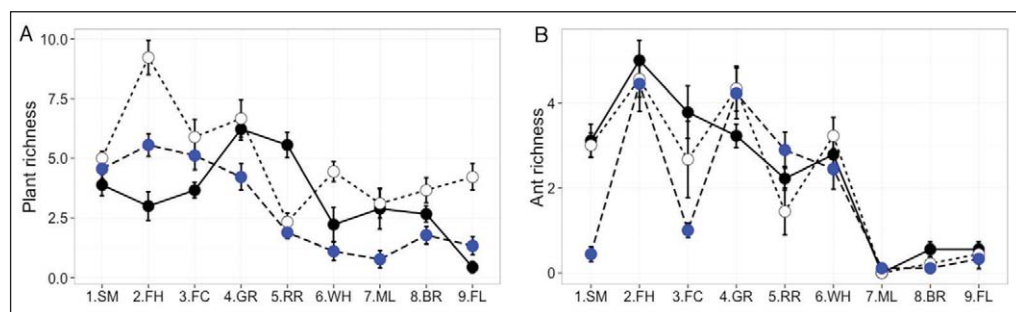 A
Plant richness
10.0
7.5
5.0
2.5
0.0
1.SM 2.FH 3.FC 4.GR 5.RR 6.WH 7.ML 8.BR 9.FL
B
Ant richness
4
2
0
1.SM 2.FH 3.FC 4.GR 5.RR 6.WH 7.ML 8.BR 9.FL